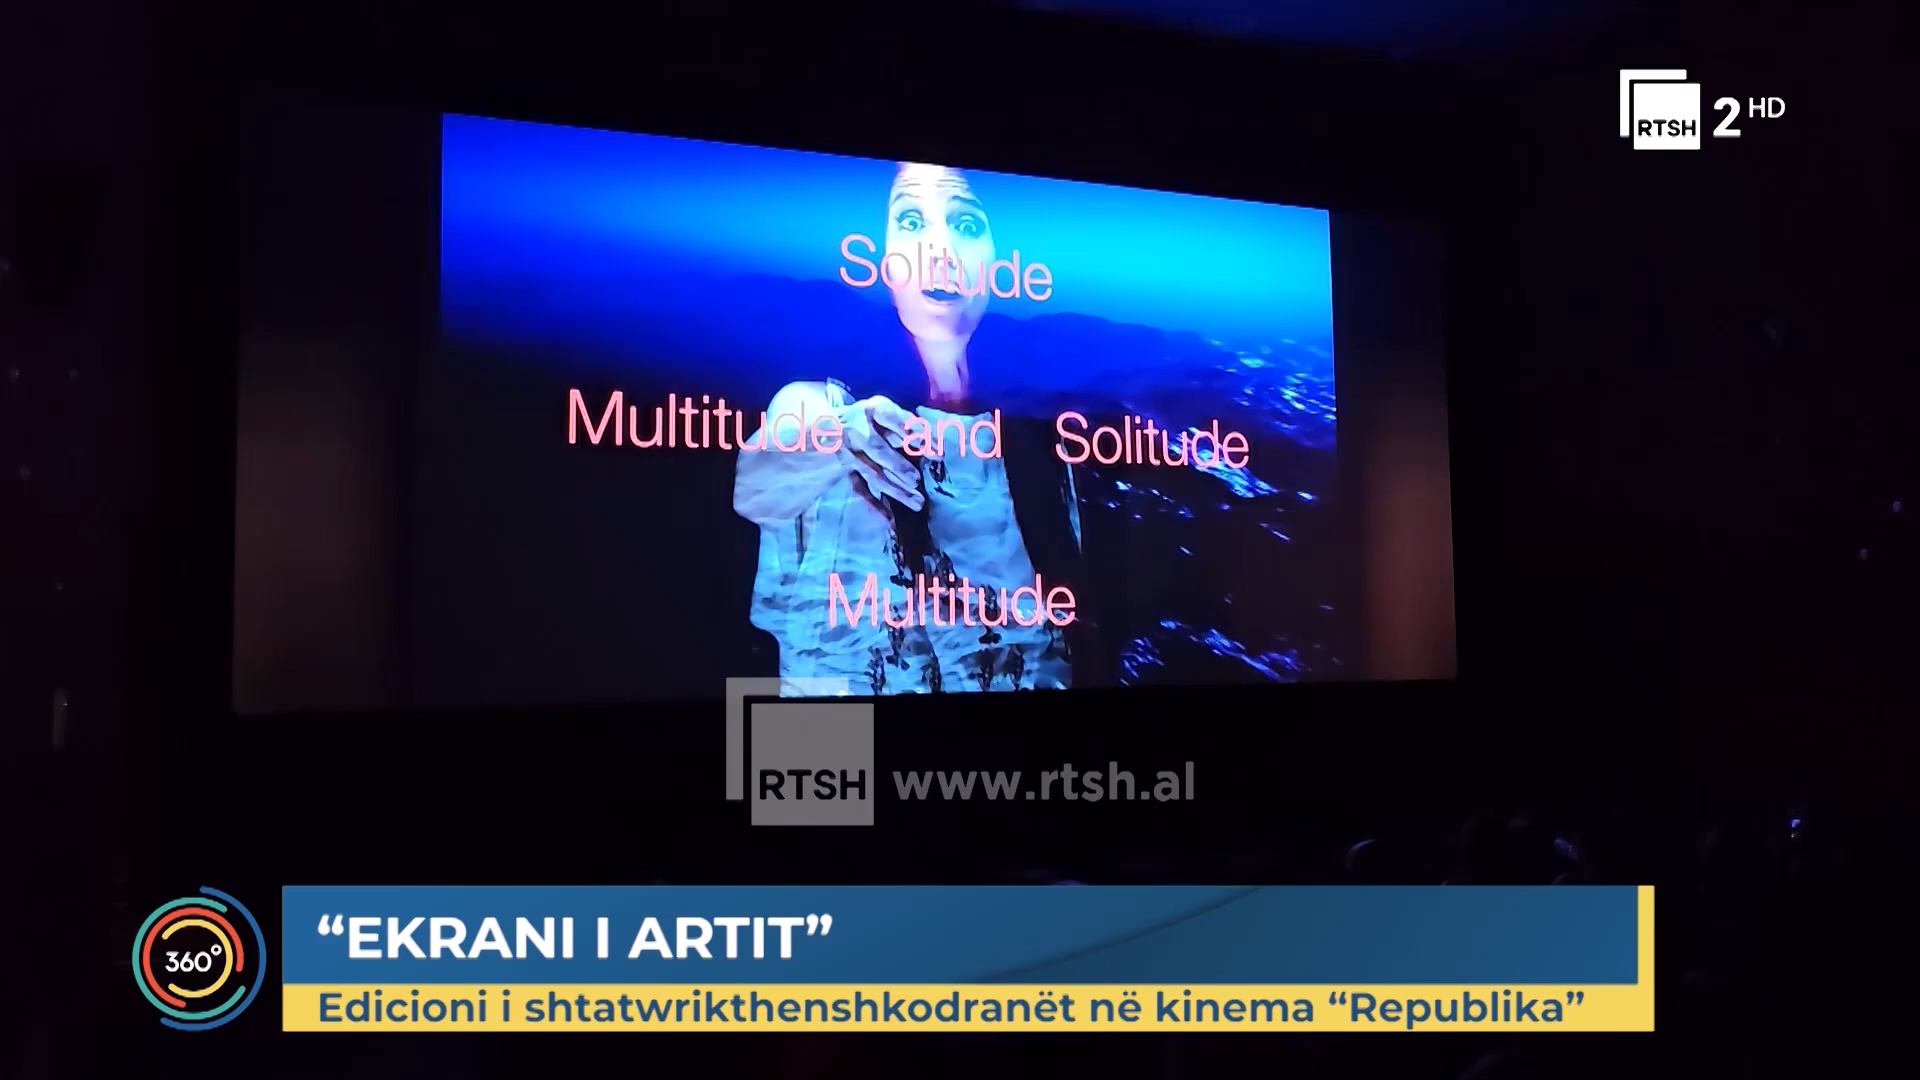 RTSH 2 HD
Solitude
Multitude and Solitude
Multitude
RTSH www.rtsh.al
360°
“EKRANI I ARTIT”
Edicioni i shtatwrikthenshkodranët në kinema “Republika”